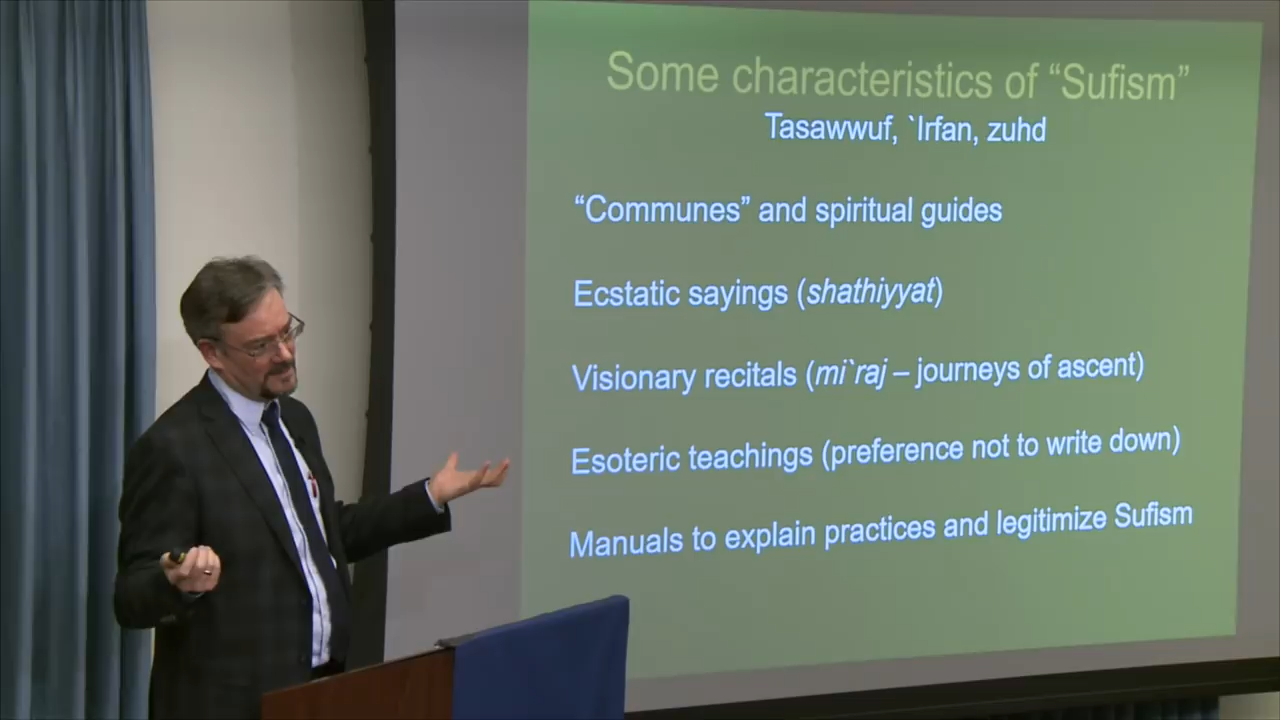 Some characteristics of “Sufism”
Tasawwuf, `Irfan, zuhd
“Communes” and spiritual guides
Ecstatic sayings (shathiyyat)
Visionary recitals (mi`raj – journeys of ascent)
Esoteric teachings (preference not to write down)
Manuals to explain practices and legitimize Sufism